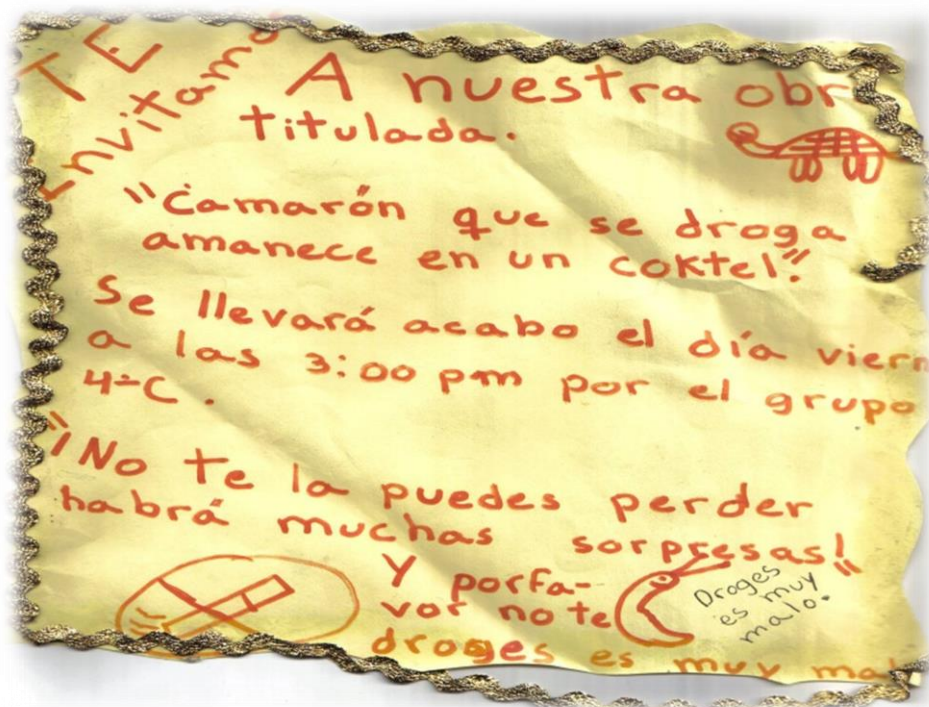 TE
Invitamos
A nuestra obr
titulada.
"Camarón que se droga
amanece en un coktel".
Se llevará acabo el día viern
a las 3:00 pm por el grupo
4-C.
"¡No te la puedes perder
habrá muchas sorpresas!"
Y porfa-
vor no te
droges es muy mal
Droges
es muy
malo.